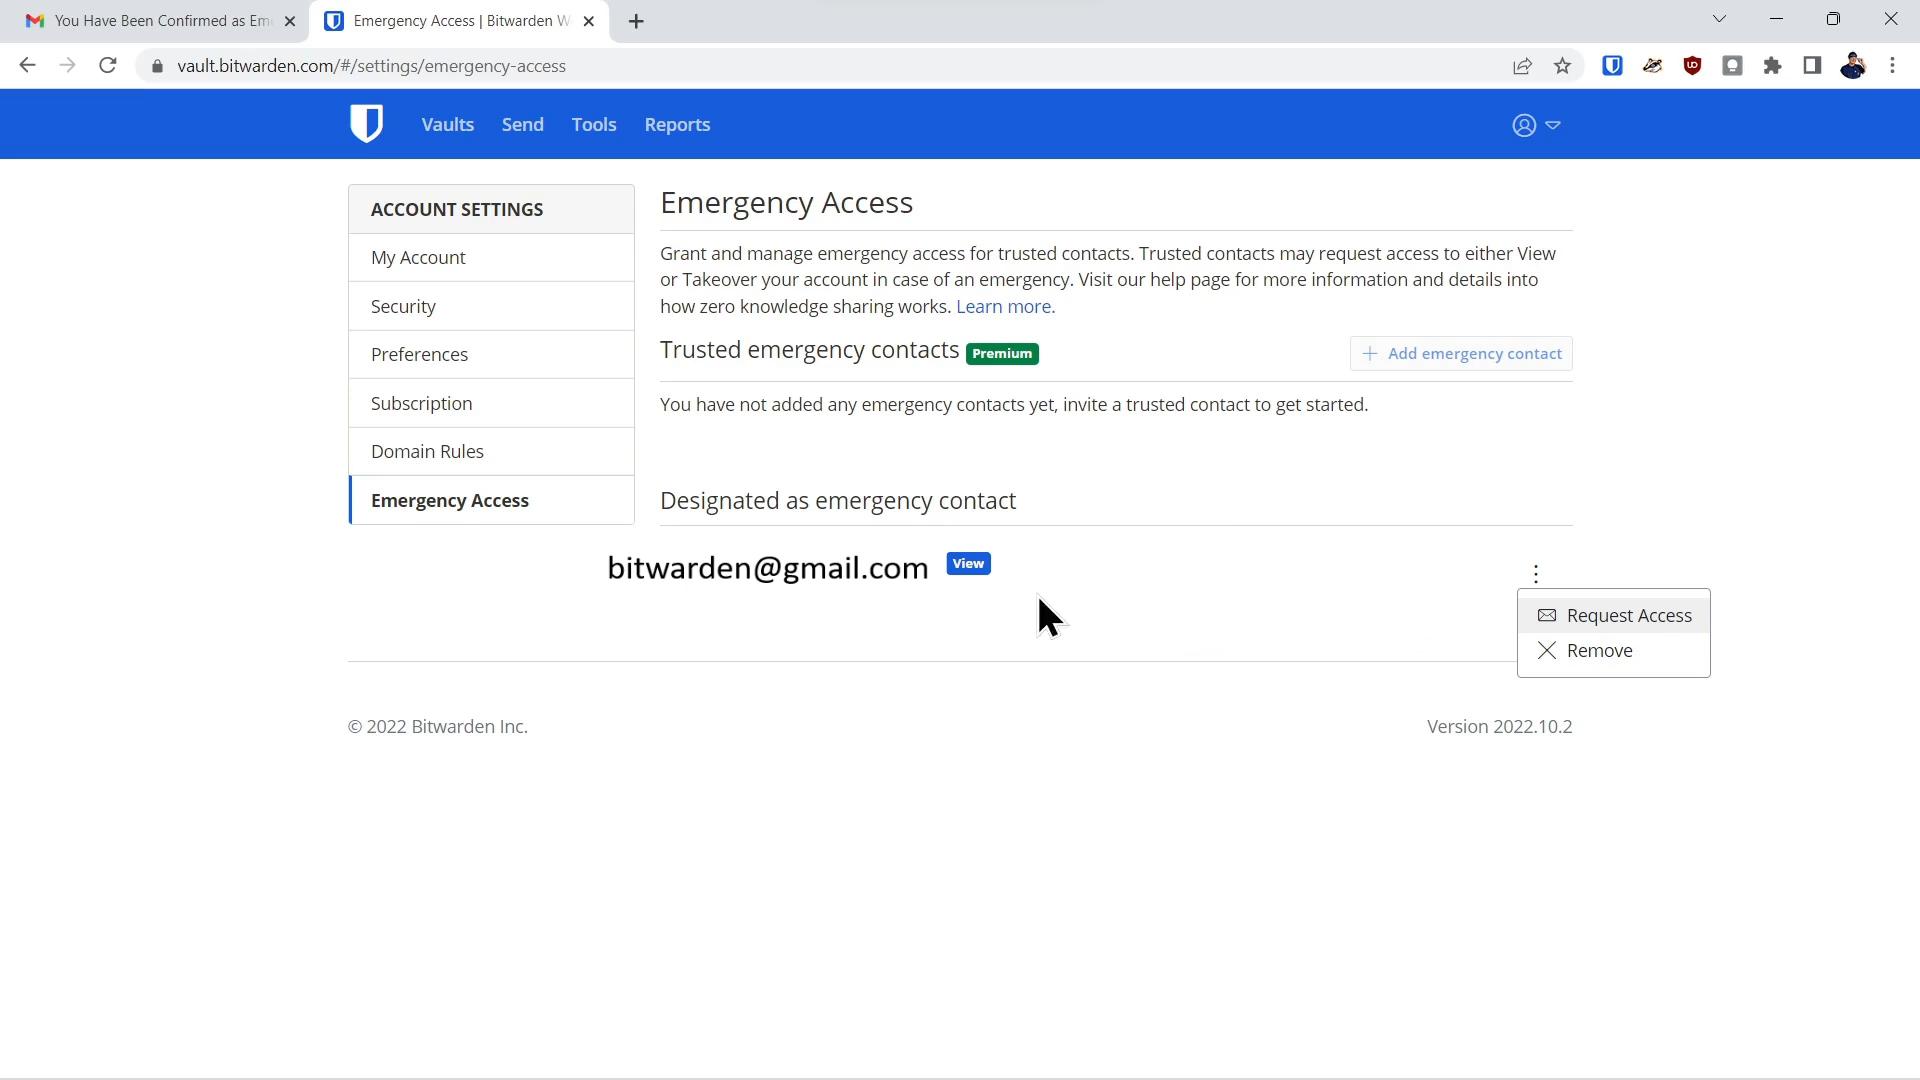 You Have Been Confirmed as Em
Emergency Access | Bitwarden W
vault.bitwarden.com/#/settings/emergency-access
Vaults
Send
Tools
Reports
ACCOUNT SETTINGS
My Account
Security
Preferences
Subscription
Domain Rules
Emergency Access
Emergency Access
Grant and manage emergency access for trusted contacts. Trusted contacts may request access to either View
or Takeover your account in case of an emergency. Visit our help page for more information and details into
how zero knowledge sharing works. Learn more.
Trusted emergency contacts Premium
+ Add emergency contact
You have not added any emergency contacts yet, invite a trusted contact to get started.
Designated as emergency contact
bitwarden@gmail.com View
Request Access
Remove
© 2022 Bitwarden Inc.
Version 2022.10.2